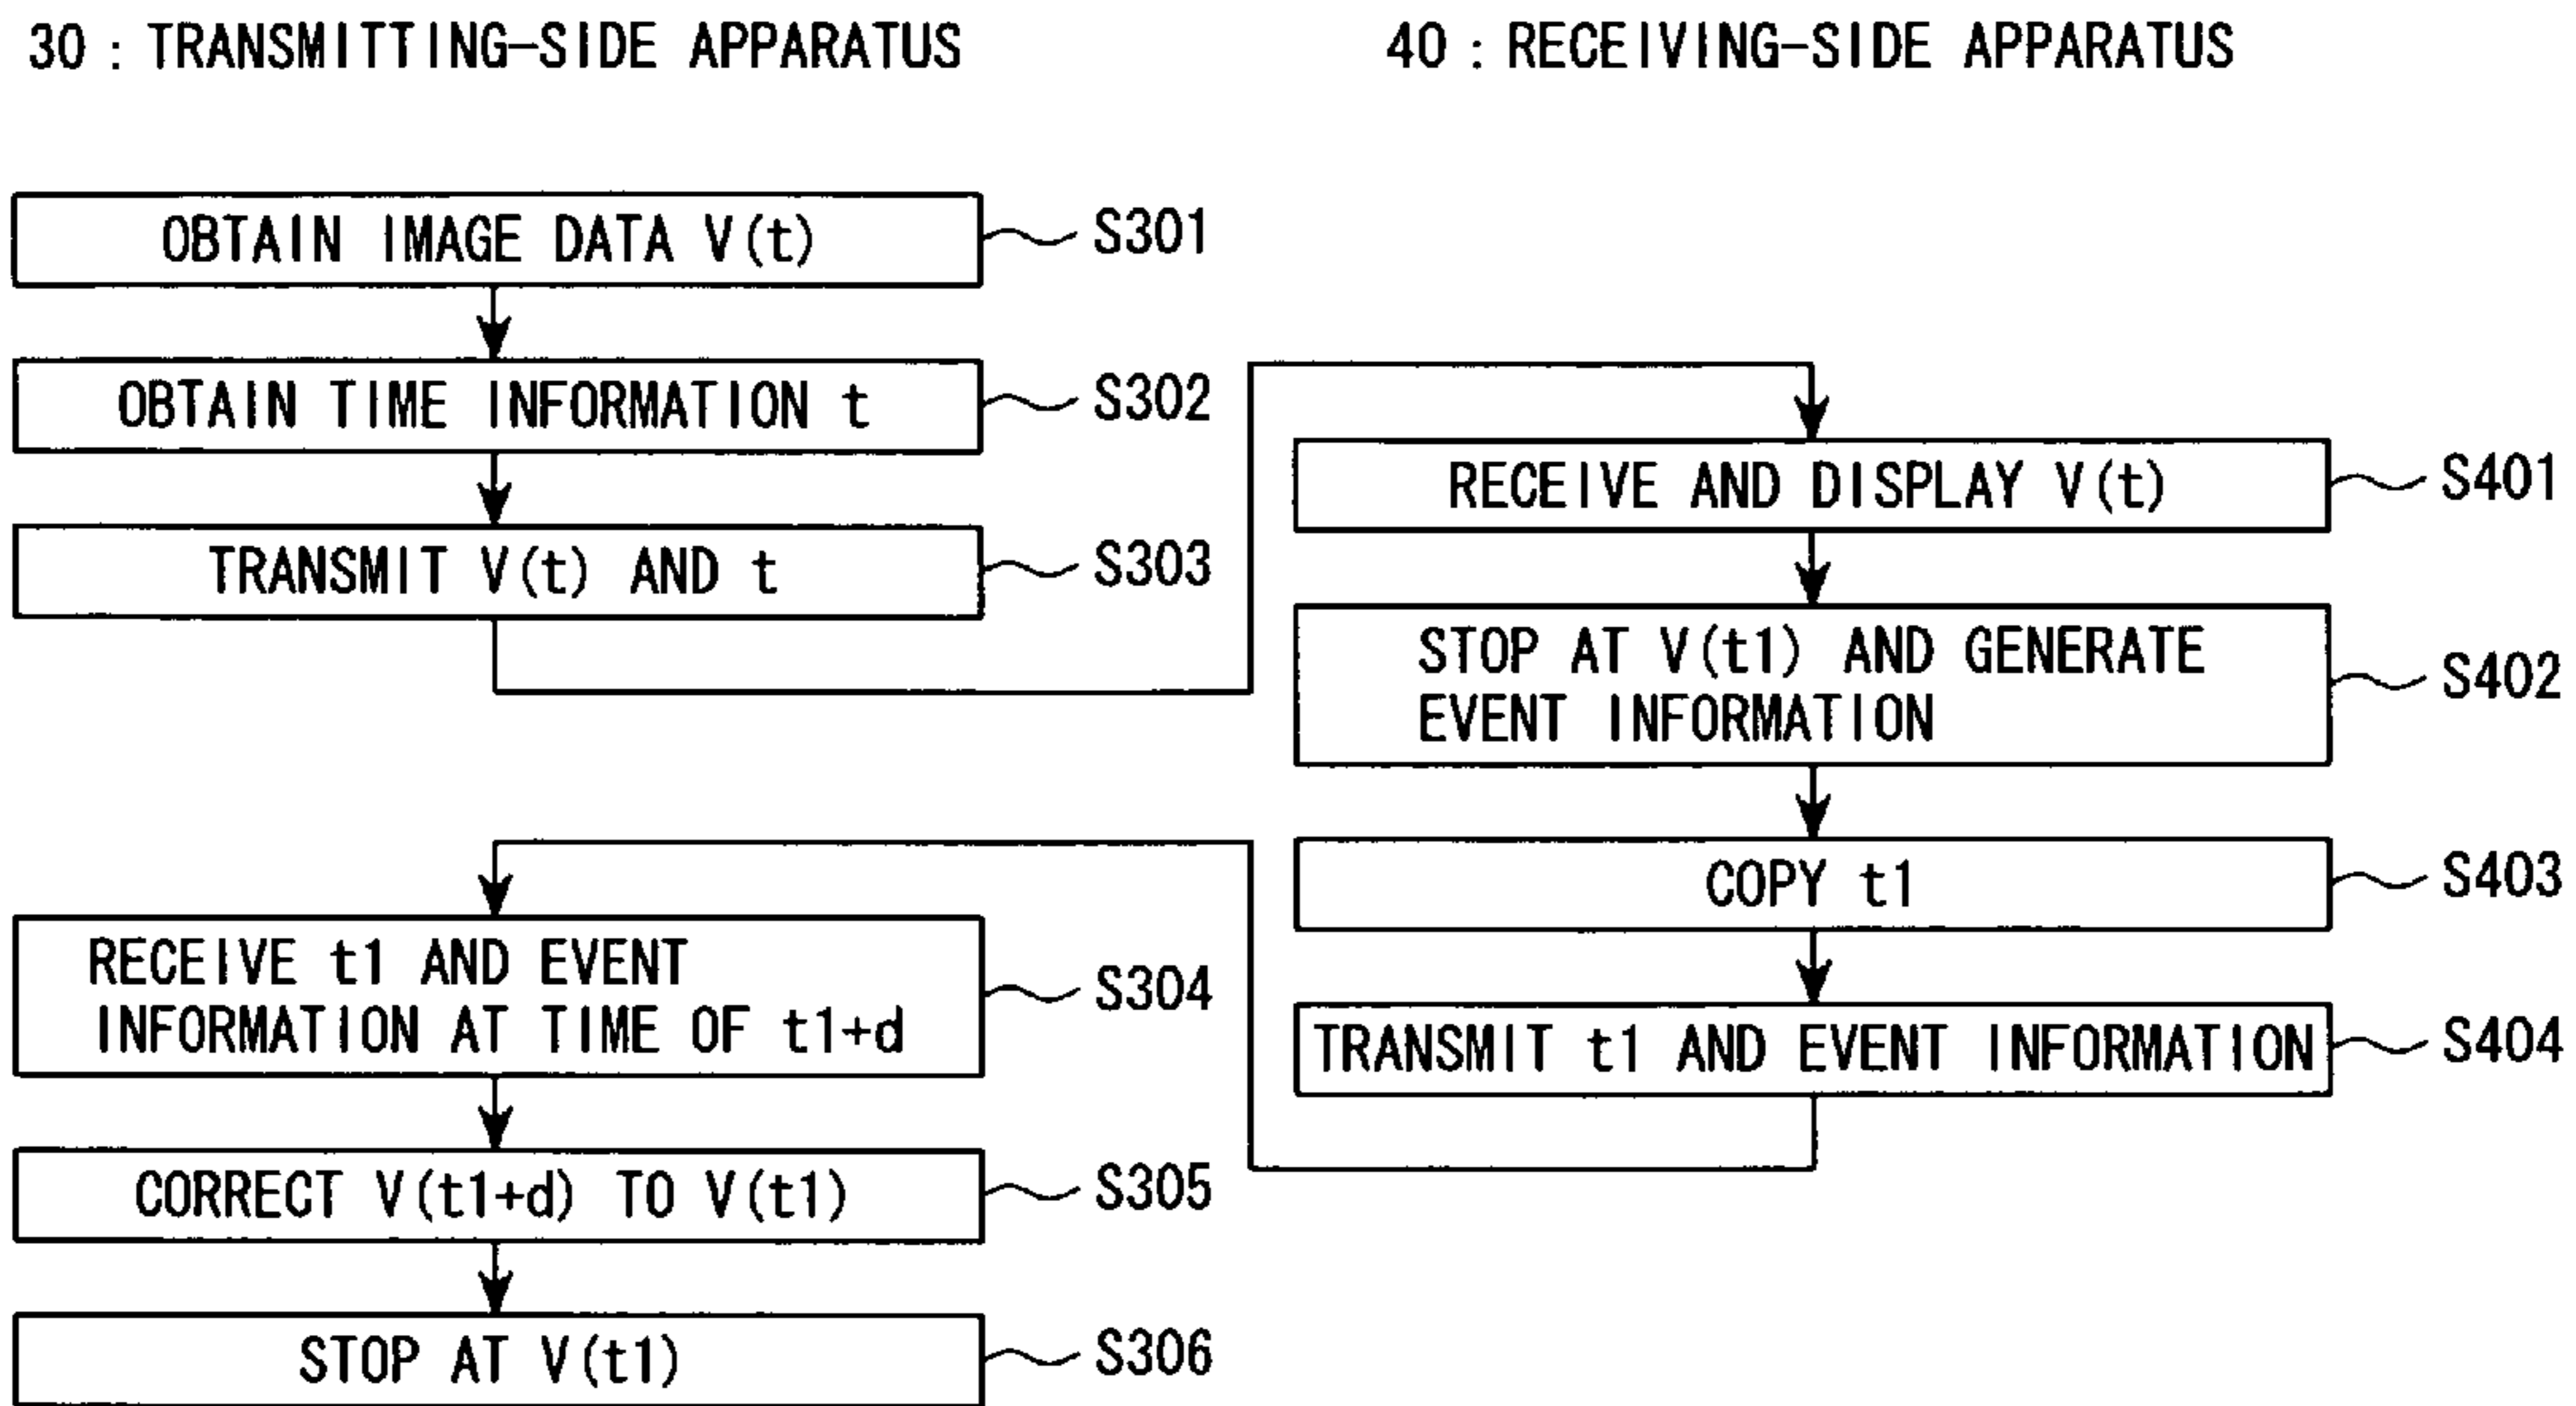 30 : TRANSMITTING-SIDE APPARATUS
40 : RECEIVING-SIDE APPARATUS
OBTAIN IMAGE DATA V(t)
S301
OBTAIN TIME INFORMATION t
S302
TRANSMIT V(t) AND t
S303
RECEIVE AND DISPLAY V(t)
S401
STOP AT V(t1) AND GENERATE
EVENT INFORMATION
S402
COPY t1
S403
TRANSMIT t1 AND EVENT INFORMATION
S404
RECEIVE t1 AND EVENT
INFORMATION AT TIME OF t1+d
S304
CORRECT V(t1+d) TO V(t1)
S305
STOP AT V(t1)
S306